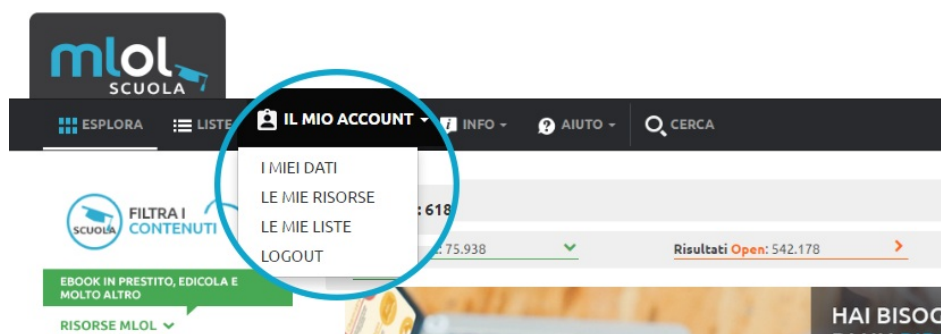 mlol
SCUOLA
ESPLORA LISTE IL MIO ACCOUNT INFO AIUTO CERCA
I MIEI DATI
LE MIE RISORSE
LE MIE LISTE
LOGOUT
SCUOLA
FILTRA I
CONTENUTI
: 618
: 75.938 Risultati Open: 542.178
EBOOK IN PRESTITO, EDICOLA E
MOLTO ALTRO
RISORSE MLOL
HAI